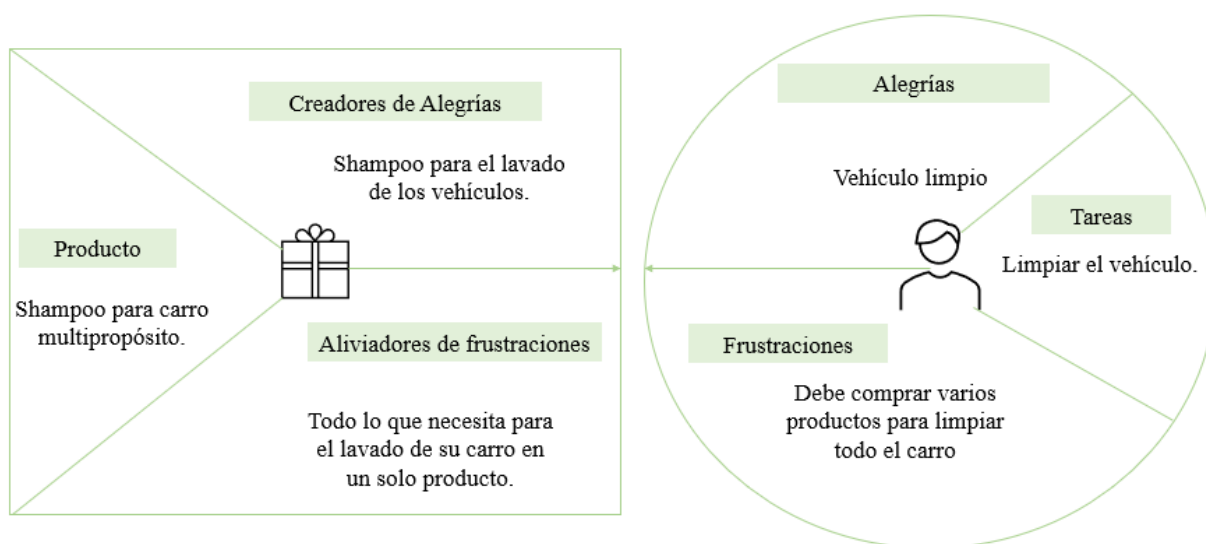 Creadores de Alegrías
Shampoo para el lavado
de los vehículos.
Producto
Shampoo para carro
multipropósito.
Aliviadores de frustraciones
Todo lo que necesita para
el lavado de su carro en
un solo producto.
Alegrías
Vehículo limpio
Tareas
Limpiar el vehículo.
Frustraciones
Debe comprar varios
productos para limpiar
todo el carro